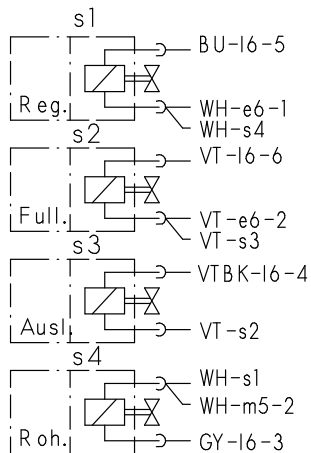 s1
BU-16-5
Reg.
WH-e6-1
WH-s4
s2
VT-16-6
Full.
VT-e6-2
VT-s3
s3
VTBK-16-4
Ausl.
VT-s2
s4
WH-s1
WH-m5-2
Roh.
GY-16-3